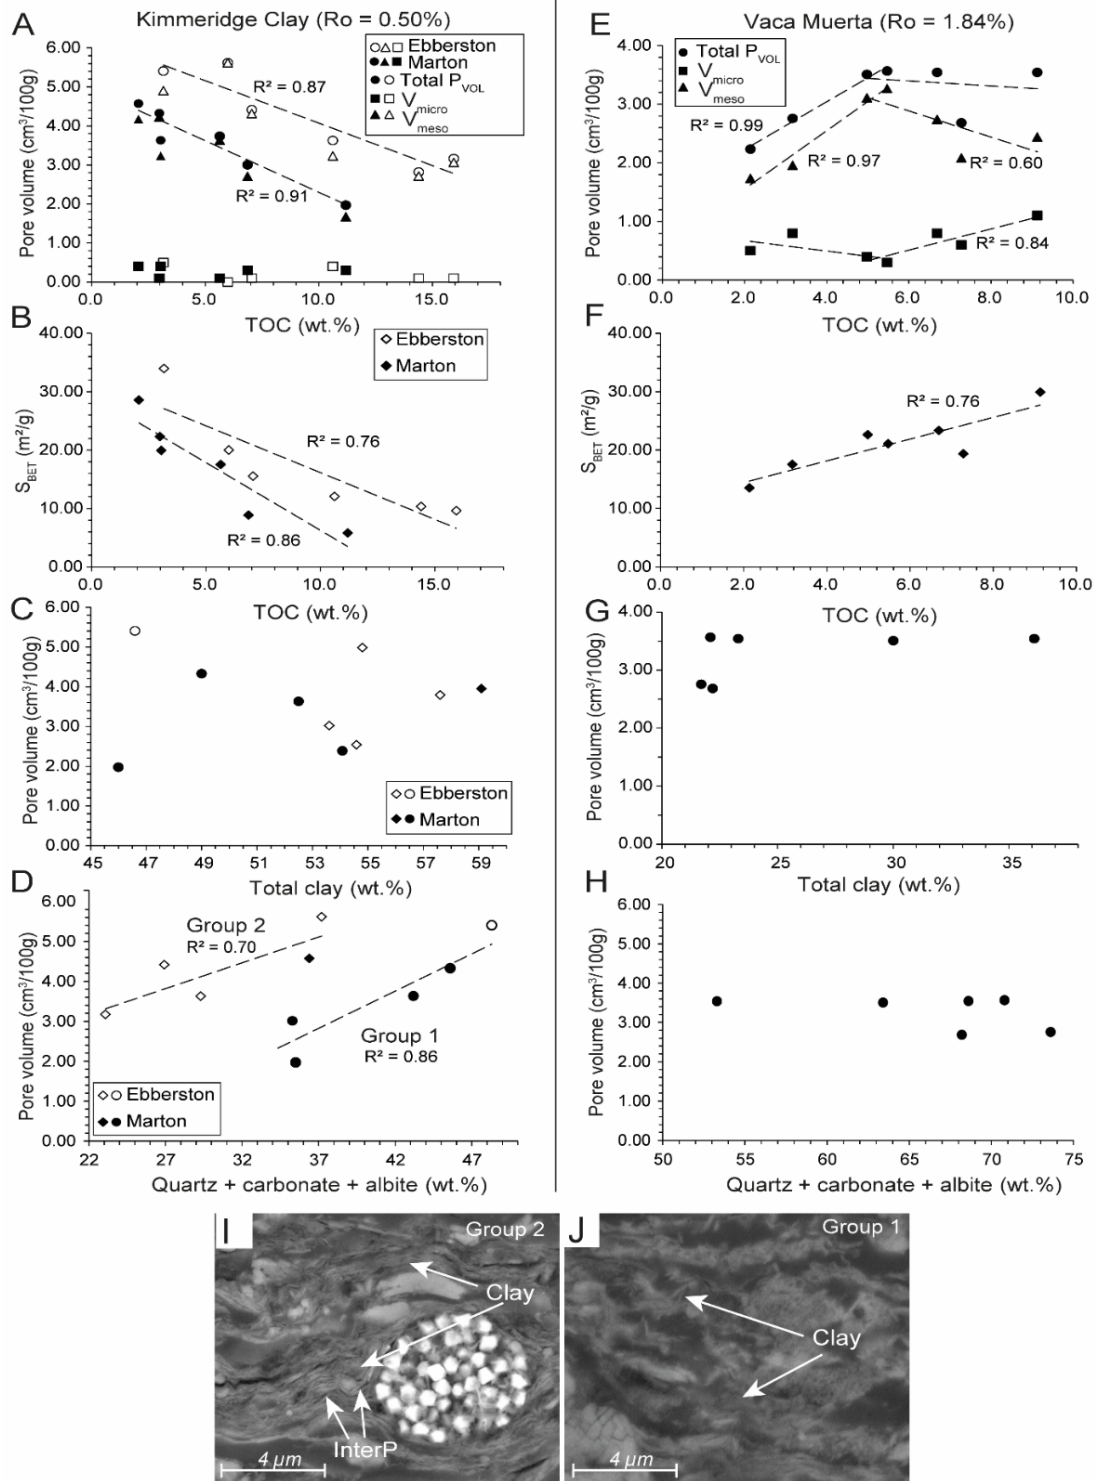 A
Kimmeridge Clay (Ro = 0.50%)
6.00
5.00
4.00
3.00
2.00
1.00
0.00
Pore volume (cm³/100g)
R² = 0.87
R² = 0.91
Ebberston
Marton
Total P_VOL
V_micro
V_meso
0.0
5.0
10.0
15.0
TOC (wt.%)
B
40.00
30.00
20.00
10.00
0.00
S_BET (m²/g)
Ebberston
Marton
R² = 0.76
R² = 0.86
0.0
5.0
10.0
15.0
TOC (wt.%)
C
6.00
5.00
4.00
3.00
2.00
1.00
0.00
Pore volume (cm³/100g)
Ebberston
Marton
45
47
49
51
53
55
57
59
Total clay (wt.%)
D
6.00
5.00
4.00
3.00
2.00
1.00
0.00
Pore volume (cm³/100g)
Group 2
R² = 0.70
Group 1
R² = 0.86
Ebberston
Marton
22
27
32
37
42
47
Quartz + carbonate + albite (wt.%)
E
Vaca Muerta (Ro = 1.84%)
4.00
3.00
2.00
1.00
0.00
Pore volume (cm³/100g)
Total P_VOL
V_micro
V_meso
R² = 0.99
R² = 0.97
R² = 0.60
R² = 0.84
0.0
2.0
4.0
6.0
8.0
10.0
TOC (wt.%)
F
40.00
30.00
20.00
10.00
0.00
S_BET (m²/g)
R² = 0.76
0.0
2.0
4.0
6.0
8.0
10.0
TOC (wt.%)
G
4.00
3.00
2.00
1.00
0.00
Pore volume (cm³/100g)
20
25
30
35
Total clay (wt.%)
H
6.00
5.00
4.00
3.00
2.00
1.00
0.00
Pore volume (cm³/100g)
50
55
60
65
70
75
Quartz + carbonate + albite (wt.%)
I
Group 2
Clay
InterP
4 µm
J
Group 1
Clay
4 µm